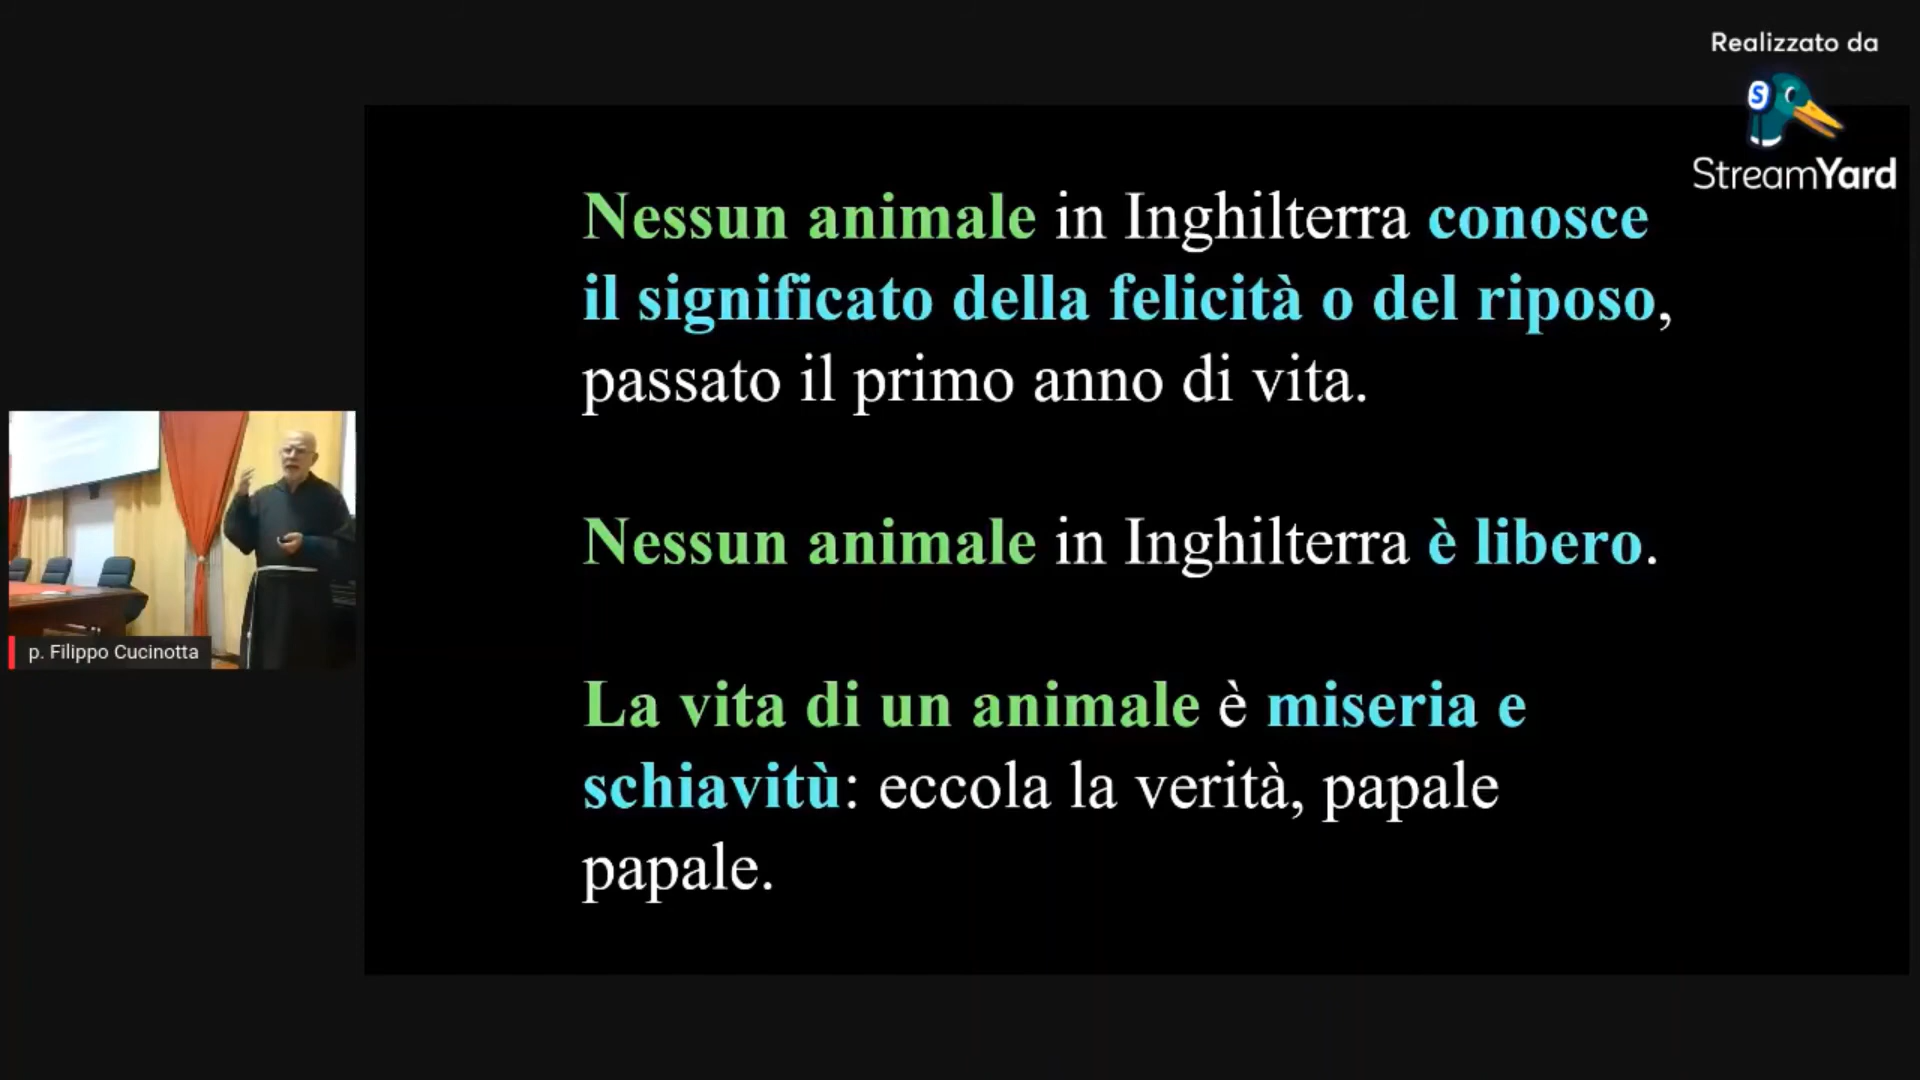 Realizzato da
StreamYard
Nessun animale in Inghilterra conosce
il significato della felicità o del riposo,
passato il primo anno di vita.
Nessun animale in Inghilterra è libero.
La vita di un animale è miseria e
schiavitù: eccola la verità, papale
papale.
p. Filippo Cucinotta